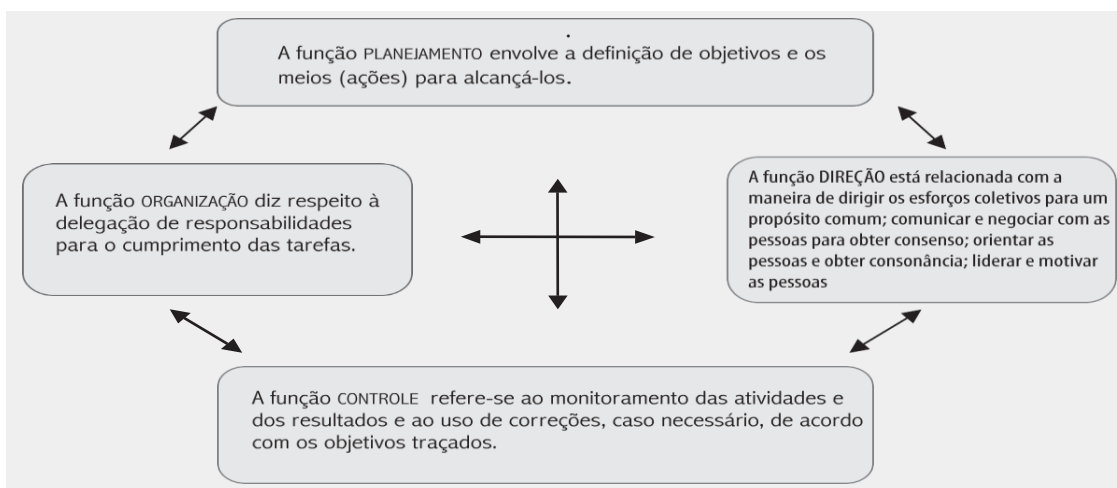 A função PLANEJAMENTO envolve a definição de objetivos e os
meios (ações) para alcançá-los.
A função ORGANIZAÇÃO diz respeito à
delegação de responsabilidades
para o cumprimento das tarefas.
A função DIREÇÃO está relacionada com a
maneira de dirigir os esforços coletivos para um
propósito comum; comunicar e negociar com as
pessoas para obter consenso; orientar as
pessoas e obter consonância; liderar e motivar
as pessoas
A função CONTROLE refere-se ao monitoramento das atividades e
dos resultados e ao uso de correções, caso necessário, de acordo
com os objetivos traçados.